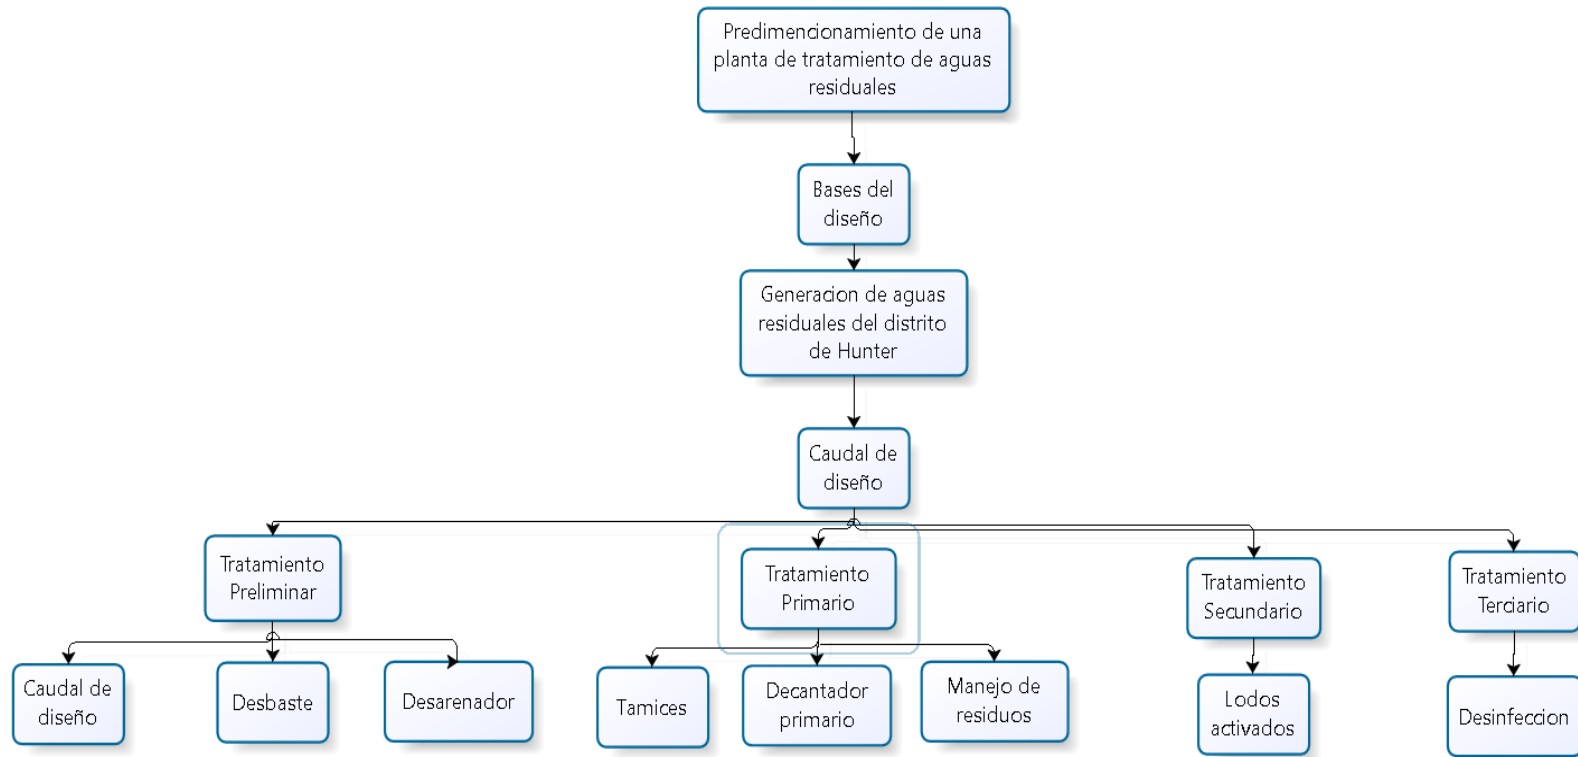 Predimencionamiento de una
planta de tratamiento de aguas
residuales
Bases del
diseño
Generacion de aguas
residuales del distrito
de Hunter
Caudal de
diseño
Tratamiento
Preliminar
Tratamiento
Primario
Tratamiento
Secundario
Tratamiento
Terciario
Caudal de
diseño
Desbaste
Desarenador
Tamices
Decantador
primario
Manejo de
residuos
Lodos
activados
Desinfeccion